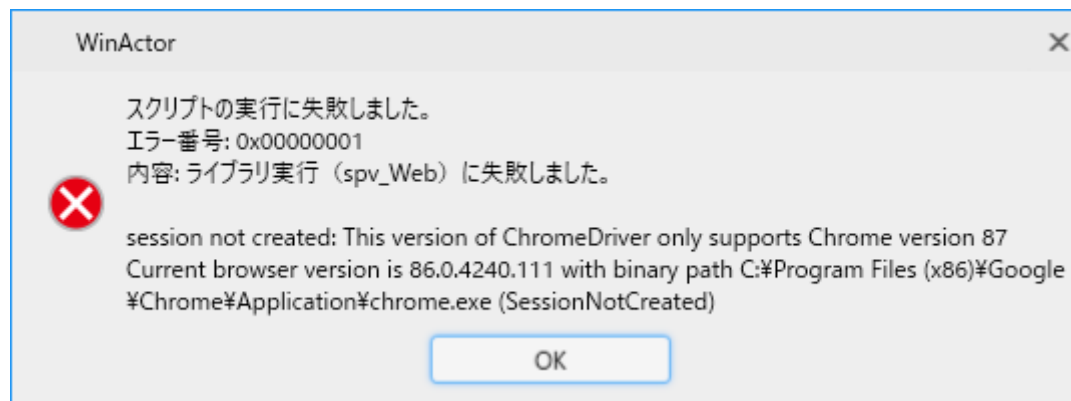 WinActor
スクリプトの実行に失敗しました。
エラー番号: 0x00000001
内容: ライブラリ実行（spv_Web）に失敗しました。
session not created: This version of ChromeDriver only supports Chrome version 87
Current browser version is 86.0.4240.111 with binary path C:¥Program Files (x86)¥Google
¥Chrome¥Application¥chrome.exe (SessionNotCreated)
OK